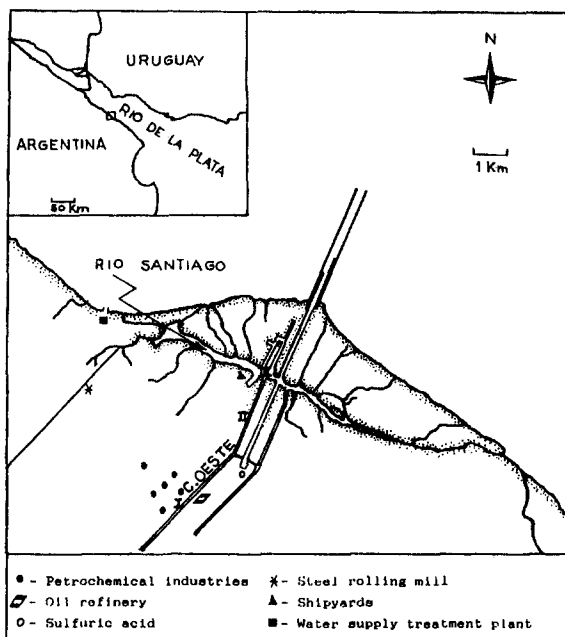 URUGUAY
RIO DE LA PLATA
ARGENTINA
50 Km
N
1 Km
RIO SANTIAGO
II
C. OESTE
I
- Petrochemical industries
- Oil refinery
- Sulfuric acid
- Steel rolling mill
- Shipyards
- Water supply treatment plant